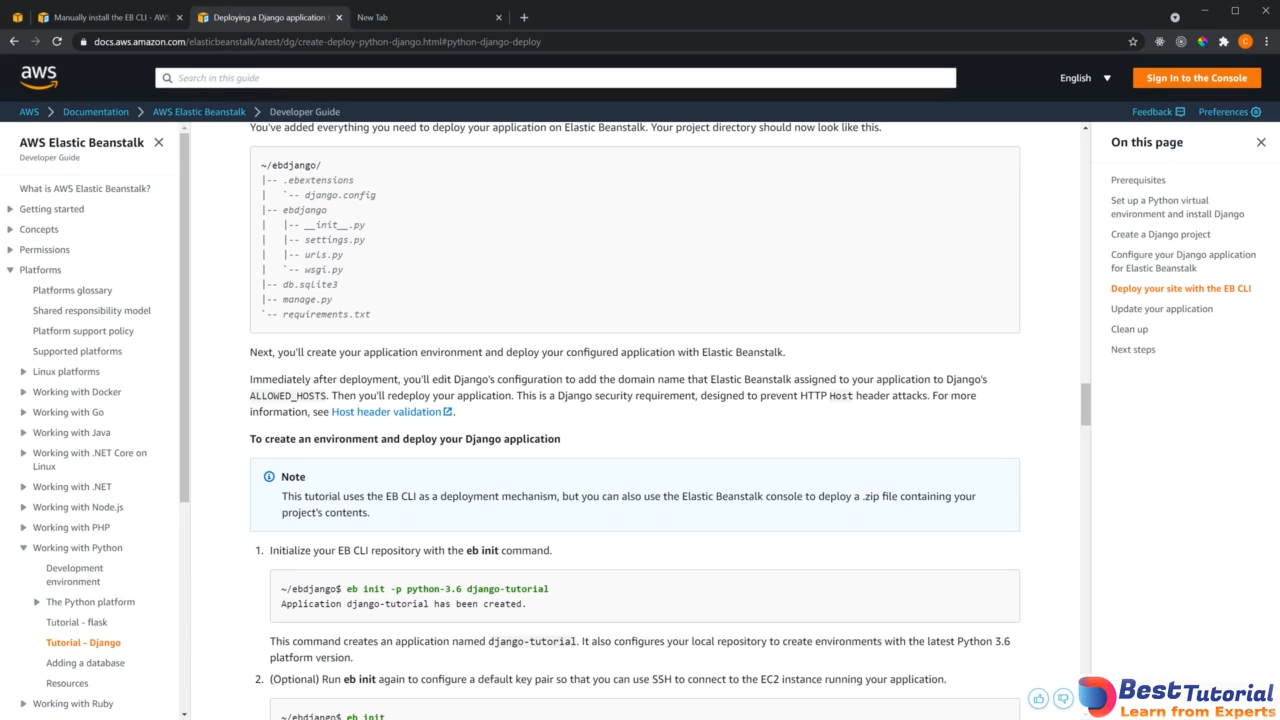 Manually install the EB CLI - AWS
Deploying a Django application
New Tab
docs.aws.amazon.com/elasticbeanstalk/latest/dg/create-deploy-python-django.html#python-django-deploy
C
aws
Search in this guide
English
Sign In to the Console
AWS
Documentation
AWS Elastic Beanstalk
Developer Guide
Feedback
Preferences
AWS Elastic Beanstalk
Developer Guide
What is AWS Elastic Beanstalk?
Getting started
Concepts
Permissions
Platforms
Platforms glossary
Shared responsibility model
Platform support policy
Supported platforms
Linux platforms
Working with Docker
Working with Go
Working with Java
Working with .NET Core on
Linux
Working with .NET
Working with Node.js
Working with PHP
Working with Python
Development
environment
The Python platform
Tutorial - flask
Tutorial - Django
Adding a database
Resources
Working with Ruby
You've added everything you need to deploy your application on Elastic Beanstalk. Your project directory should now look like this.
~/ebdjango/
|-- .ebextensions
|   `-- django.config
|-- ebdjango
|   |-- __init__.py
|   |-- settings.py
|   |-- urls.py
|   `-- wsgi.py
|-- db.sqlite3
|-- manage.py
`-- requirements.txt
Next, you'll create your application environment and deploy your configured application with Elastic Beanstalk.
Immediately after deployment, you'll edit Django's configuration to add the domain name that Elastic Beanstalk assigned to your application to Django's
ALLOWED_HOSTS. Then you'll redeploy your application. This is a Django security requirement, designed to prevent HTTP Host header attacks. For more
information, see Host header validation.
To create an environment and deploy your Django application
Note
This tutorial uses the EB CLI as a deployment mechanism, but you can also use the Elastic Beanstalk console to deploy a .zip file containing your
project's contents.
1. Initialize your EB CLI repository with the eb init command.
~/ebdjango$ eb init -p python-3.6 django-tutorial
Application django-tutorial has been created.
This command creates an application named django-tutorial. It also configures your local repository to create environments with the latest Python 3.6
platform version.
2. (Optional) Run eb init again to configure a default key pair so that you can use SSH to connect to the EC2 instance running your application.
~/ebdjango$ eb init
On this page
Prerequisites
Set up a Python virtual
environment and install Django
Create a Django project
Configure your Django application
for Elastic Beanstalk
Deploy your site with the EB CLI
Update your application
Clean up
Next steps
BestTutorial
Learn from Experts